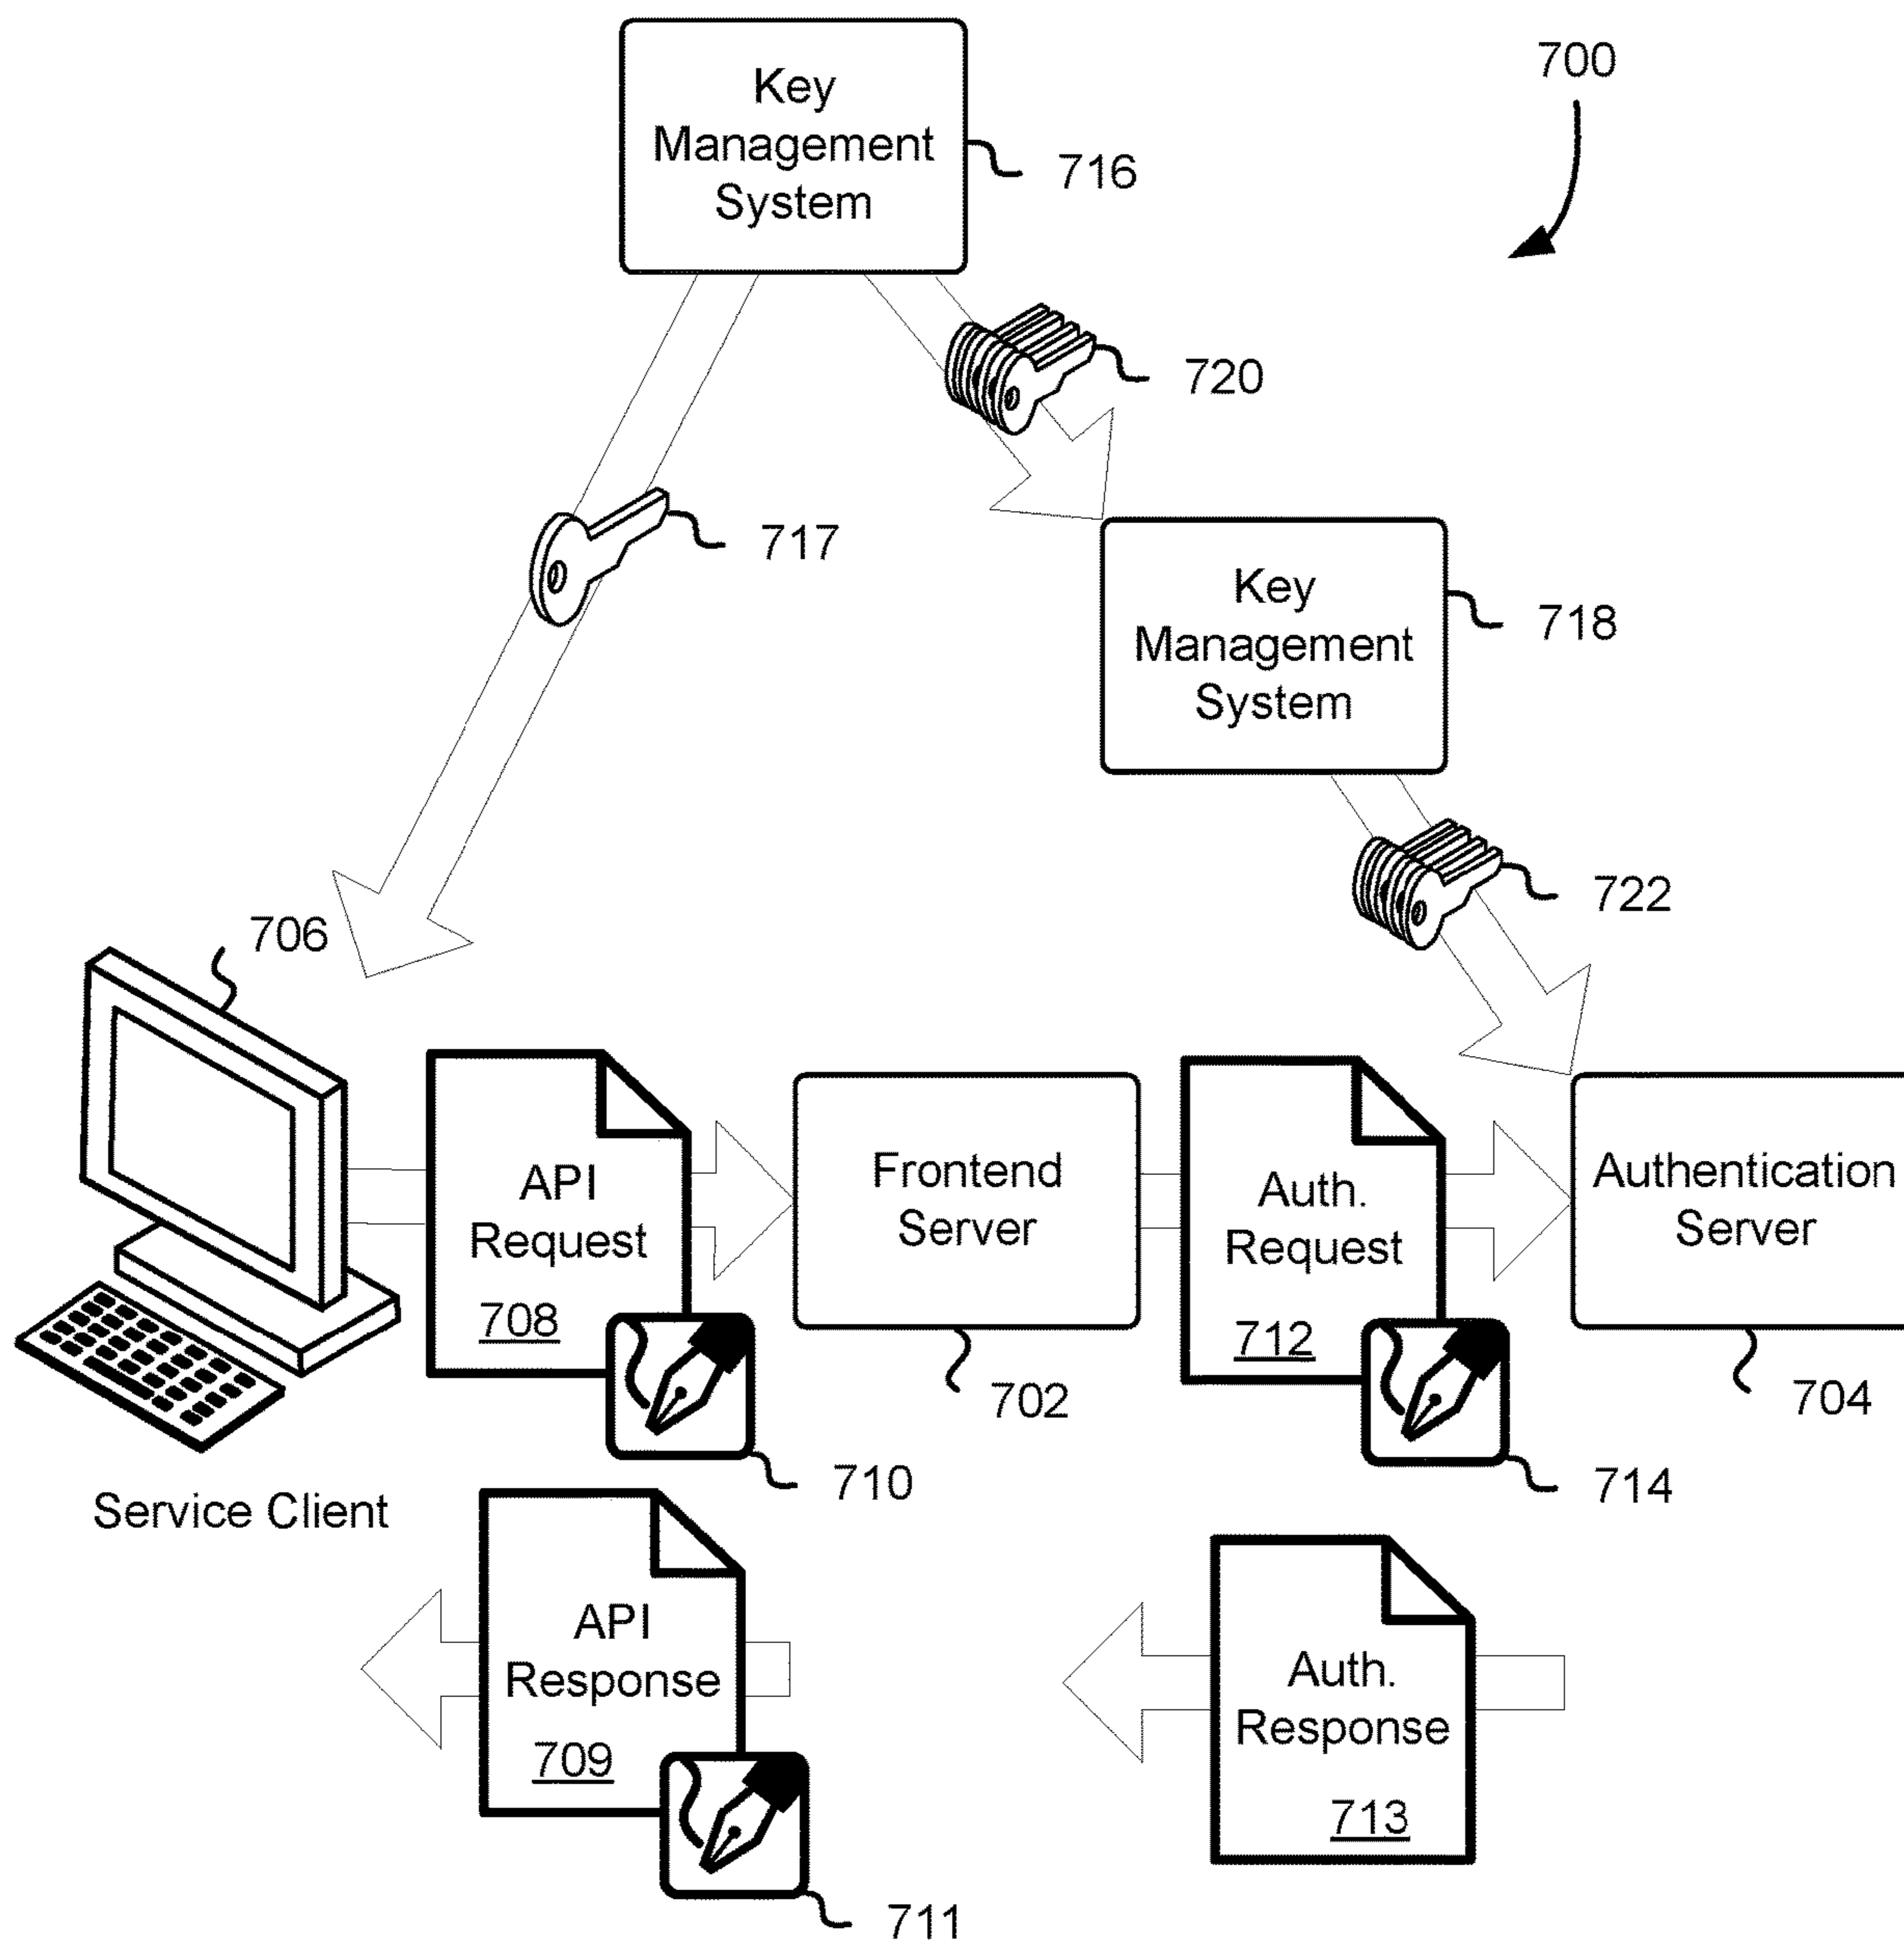 Key
Management
System
716
700
720
717
Key
Management
System
718
722
706
API
Request
708
Frontend
Server
Auth.
Request
712
Authentication
Server
702
704
710
714
Service Client
API
Response
709
Auth.
Response
713
711